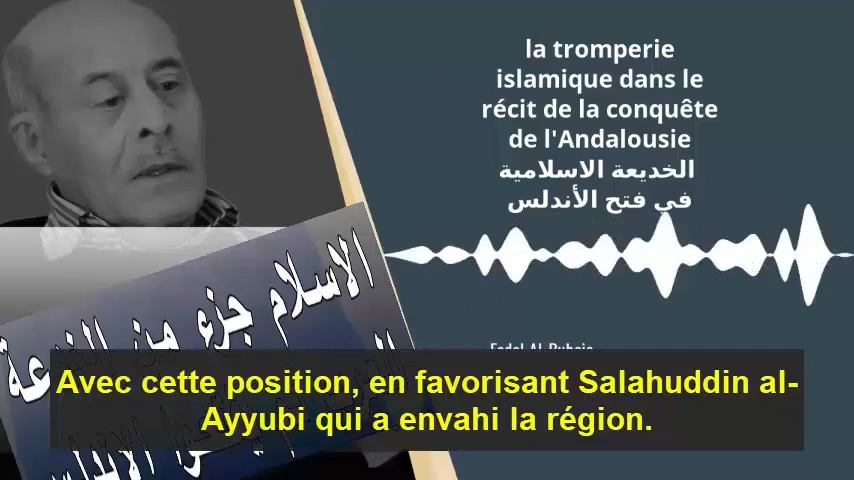 la tromperie
islamique dans le
récit de la conquête
de l'Andalousie
الخديعة الاسلامية
في فتح الأندلس
الاسلام جزء من
Avec cette position, en favorisant Salahuddin al-
Ayyubi qui a envahi la région.